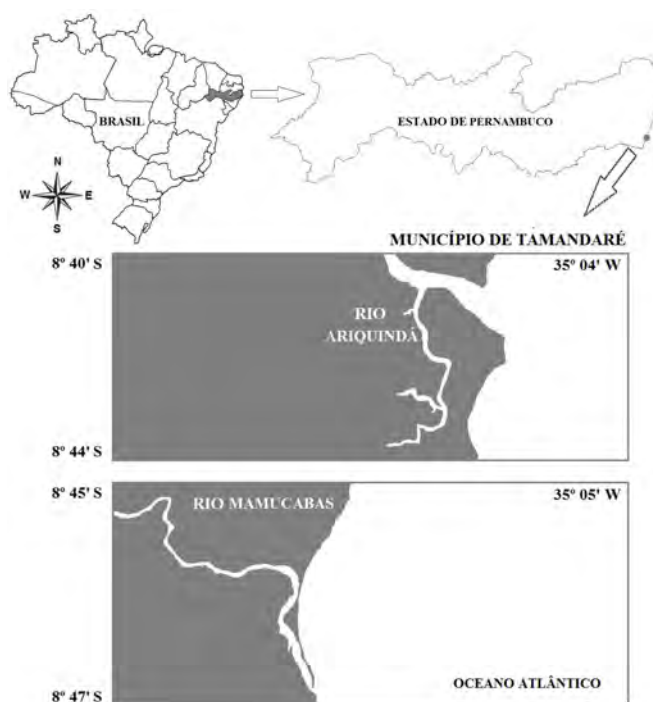 BRASIL
ESTADO DE PERNAMBUCO
N
W E
S
MUNICÍPIO DE TAMANDARÉ
8º 40' S
35º 04' W
RIO
ARIQUINDÁ
8º 44' S
8º 45' S
RIO MAMUCABAS
35º 05' W
OCEANO ATLÂNTICO
8º 47' S